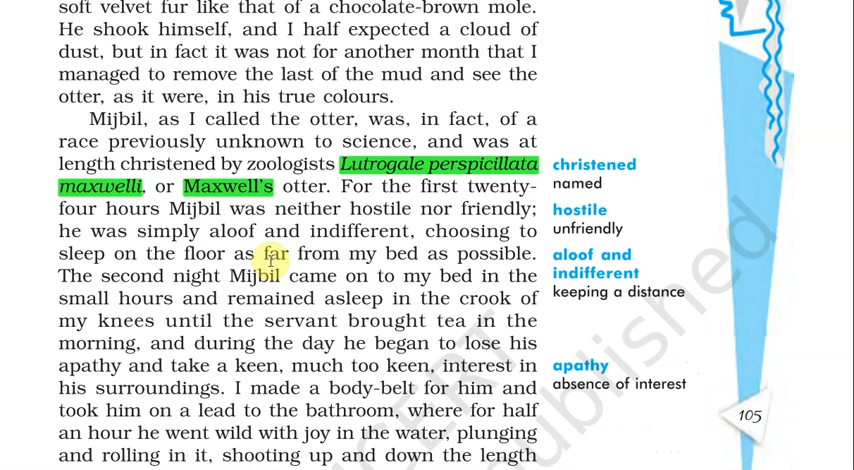 soft velvet fur like that of a chocolate-brown mole.
He shook himself, and I half expected a cloud of
dust, but in fact it was not for another month that I
managed to remove the last of the mud and see the
otter, as it were, in his true colours.
Mijbil, as I called the otter, was, in fact, of a
race previously unknown to science, and was at
length christened by zoologists Lutrogale perspicillata
maxwelli, or Maxwell's otter. For the first twenty-
four hours Mijbil was neither hostile nor friendly;
he was simply aloof and indifferent, choosing to
sleep on the floor as far from my bed as possible.
The second night Mijbil came on to my bed in the
small hours and remained asleep in the crook of
my knees until the servant brought tea in the
morning, and during the day he began to lose his
apathy and take a keen, much too keen, interest in
his surroundings. I made a body-belt for him and
took him on a lead to the bathroom, where for half
an hour he went wild with joy in the water, plunging
and rolling in it, shooting up and down the length
christened
named
hostile
unfriendly
aloof and
indifferent
keeping a distance
apathy
absence of interest
105
NCERT
published